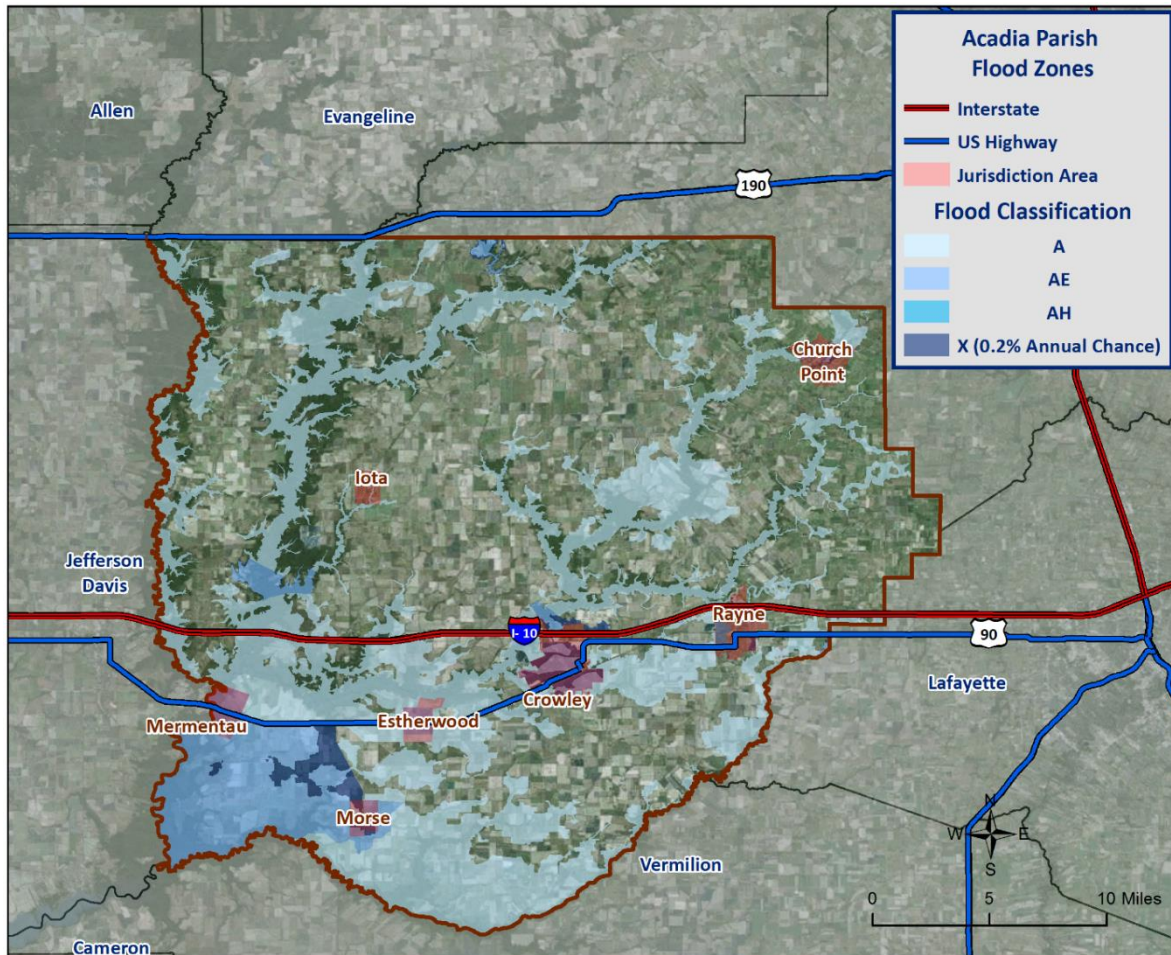 Acadia Parish
Flood Zones
Interstate
US Highway
Jurisdiction Area
Flood Classification
A
AE
AH
X (0.2% Annual Chance)
Allen
Evangeline
190
Church
Point
Iota
Jefferson
Davis
I-10
Rayne
90
Lafayette
Crowley
Mermentau
Estherwood
Morse
Vermilion
N
W E
S
0 5 10 Miles
Cameron